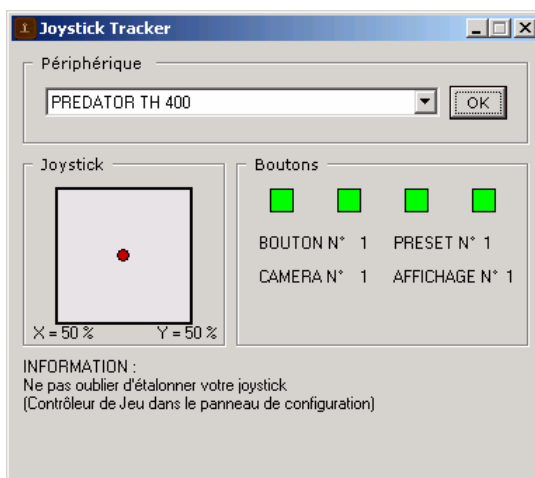 Joystick Tracker
Périphérique
PREDATOR TH 400
OK
Joystick
X = 50 % Y = 50 %
Boutons
BOUTON N° 1 PRESET N° 1
CAMERA N° 1 AFFICHAGE N° 1
INFORMATION :
Ne pas oublier d'étalonner votre joystick
(Contrôleur de Jeu dans le panneau de configuration)